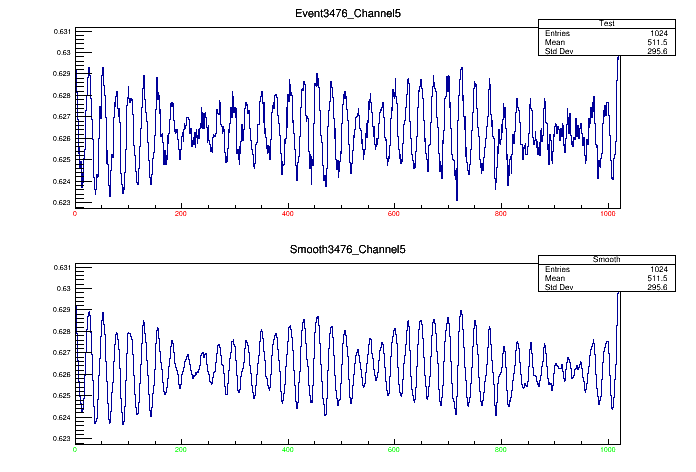 Event3476_Channel5
Test
Entries 1024
Mean 511.5
Std Dev 295.6
0.631
0.63
0.629
0.628
0.627
0.626
0.625
0.624
0.623
0 200 400 600 800 1000
Smooth3476_Channel5
Smooth
Entries 1024
Mean 511.5
Std Dev 295.6
0.631
0.63
0.629
0.628
0.627
0.626
0.625
0.624
0.623
0 200 400 600 800 1000